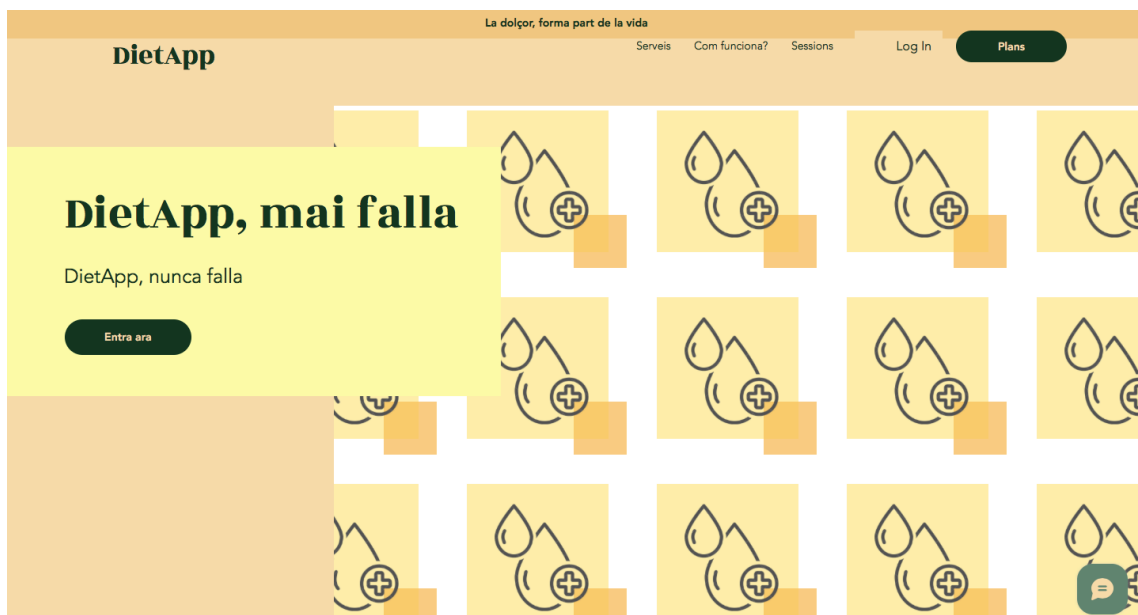 La dolçor, forma part de la vida
DietApp
Serveis Com funciona? Sessions Log In Plans
DietApp, mai falla
DietApp, nunca falla
Entra ara